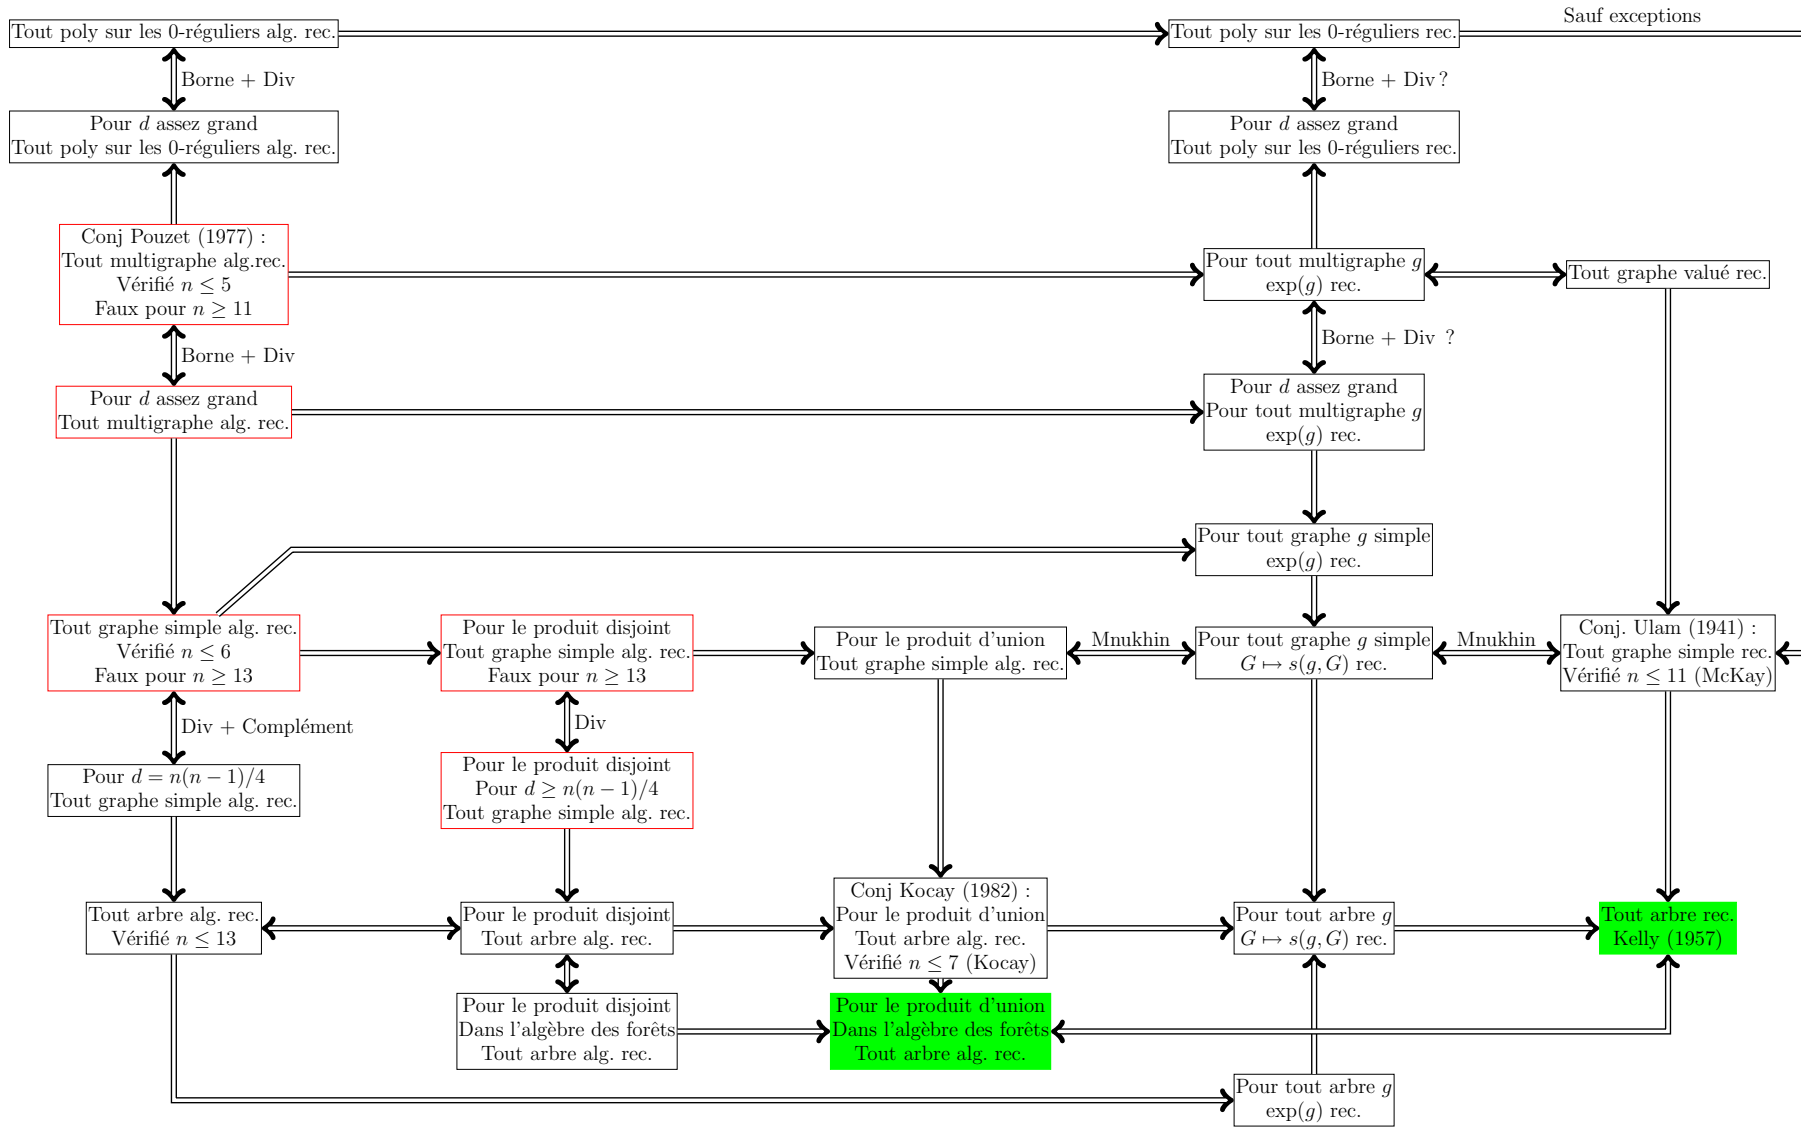 Sauf exceptions
Tout poly sur les 0-réguliers alg. rec.
Tout poly sur les 0-réguliers rec.
Borne + Div
Borne + Div ?
Pour d assez grand
Tout poly sur les 0-réguliers alg. rec.
Pour d assez grand
Tout poly sur les 0-réguliers rec.
Conj Pouzet (1977) :
Tout multigraphe alg.rec.
Vérifié n ≤ 5
Faux pour n ≥ 11
Pour tout multigraphe g
exp(g) rec.
Tout graphe valué rec.
Borne + Div
Borne + Div ?
Pour d assez grand
Tout multigraphe alg. rec.
Pour d assez grand
Pour tout multigraphe g
exp(g) rec.
Pour tout graphe g simple
exp(g) rec.
Tout graphe simple alg. rec.
Vérifié n ≤ 6
Faux pour n ≥ 13
Pour le produit disjoint
Tout graphe simple alg. rec.
Faux pour n ≥ 13
Pour le produit d'union
Tout graphe simple alg. rec.
Mnukhin
Pour tout graphe g simple
G ↦ s(g, G) rec.
Mnukhin
Conj. Ulam (1941) :
Tout graphe simple rec.
Vérifié n ≤ 11 (McKay)
Div + Complément
Div
Pour d = n(n − 1)/4
Tout graphe simple alg. rec.
Pour le produit disjoint
Pour d ≥ n(n − 1)/4
Tout graphe simple alg. rec.
Tout arbre alg. rec.
Vérifié n ≤ 13
Pour le produit disjoint
Tout arbre alg. rec.
Conj Kocay (1982) :
Pour le produit d'union
Tout arbre alg. rec.
Vérifié n ≤ 7 (Kocay)
Pour tout arbre g
G ↦ s(g, G) rec.
Tout arbre rec.
Kelly (1957)
Pour le produit disjoint
Dans l'algèbre des forêts
Tout arbre alg. rec.
Pour le produit d'union
Dans l'algèbre des forêts
Tout arbre alg. rec.
Pour tout arbre g
exp(g) rec.